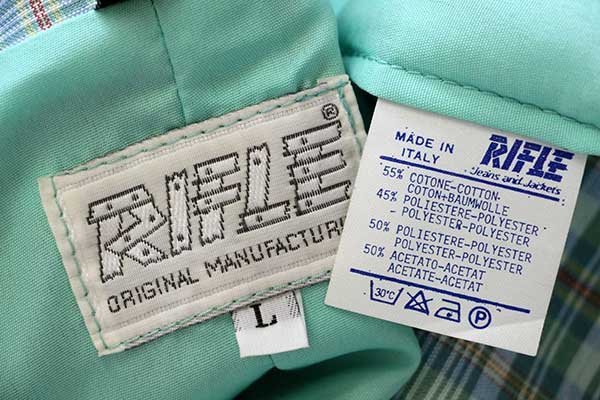 RIFLE ®
ORIGINAL MANUFACTUR
L
MADE IN
ITALY
RIFLE
Jeans and Jackets
55% COTONE-COTTON
COTON+BAUMWOLLE
45% POLIESTERE-POLYESTER
- POLYESTER-POLYESTER
50% POLIESTERE-POLYESTER
POLYESTER-POLYESTER
50% ACETATO-ACETAT
ACETATE-ACETAT
30°C P